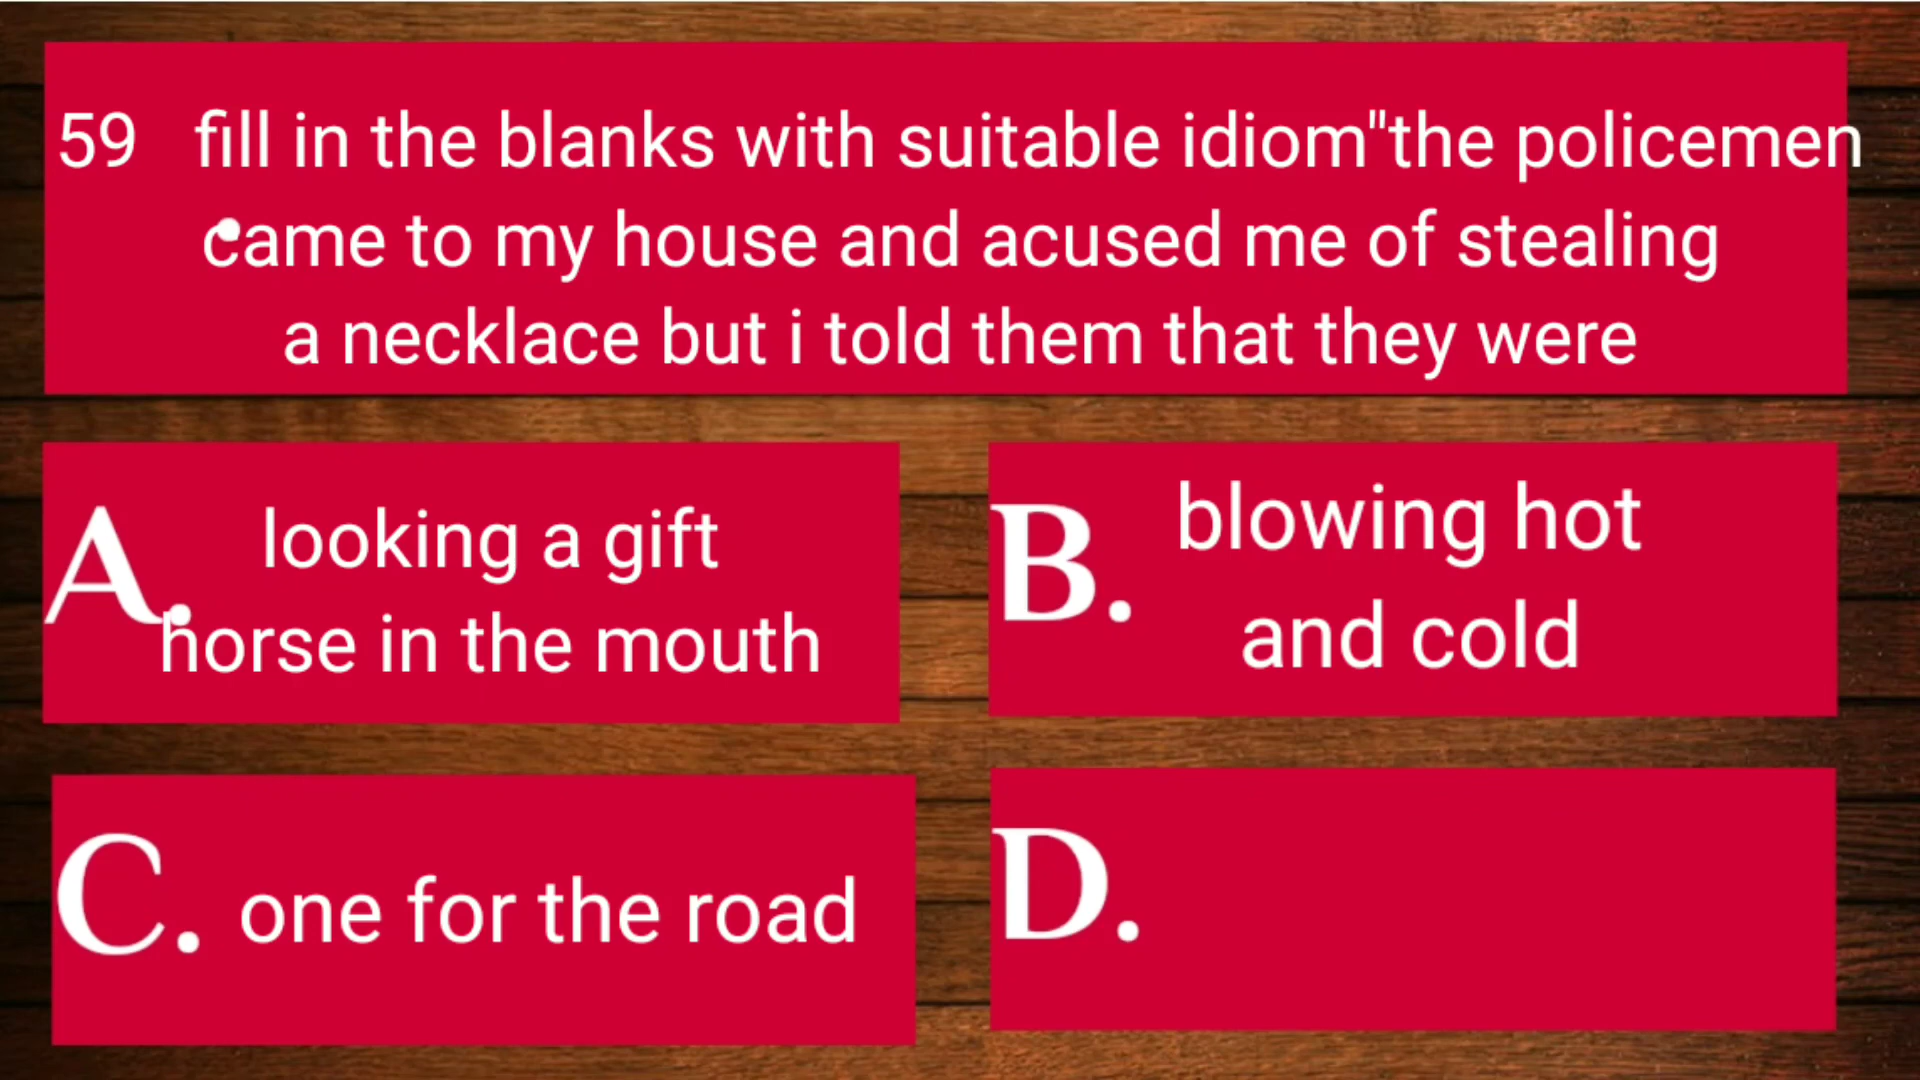 59 fill in the blanks with suitable idiom"the policemen
came to my house and acused me of stealing
a necklace but i told them that they were
A. looking a gift
horse in the mouth
B. blowing hot
and cold
C. one for the road
D.